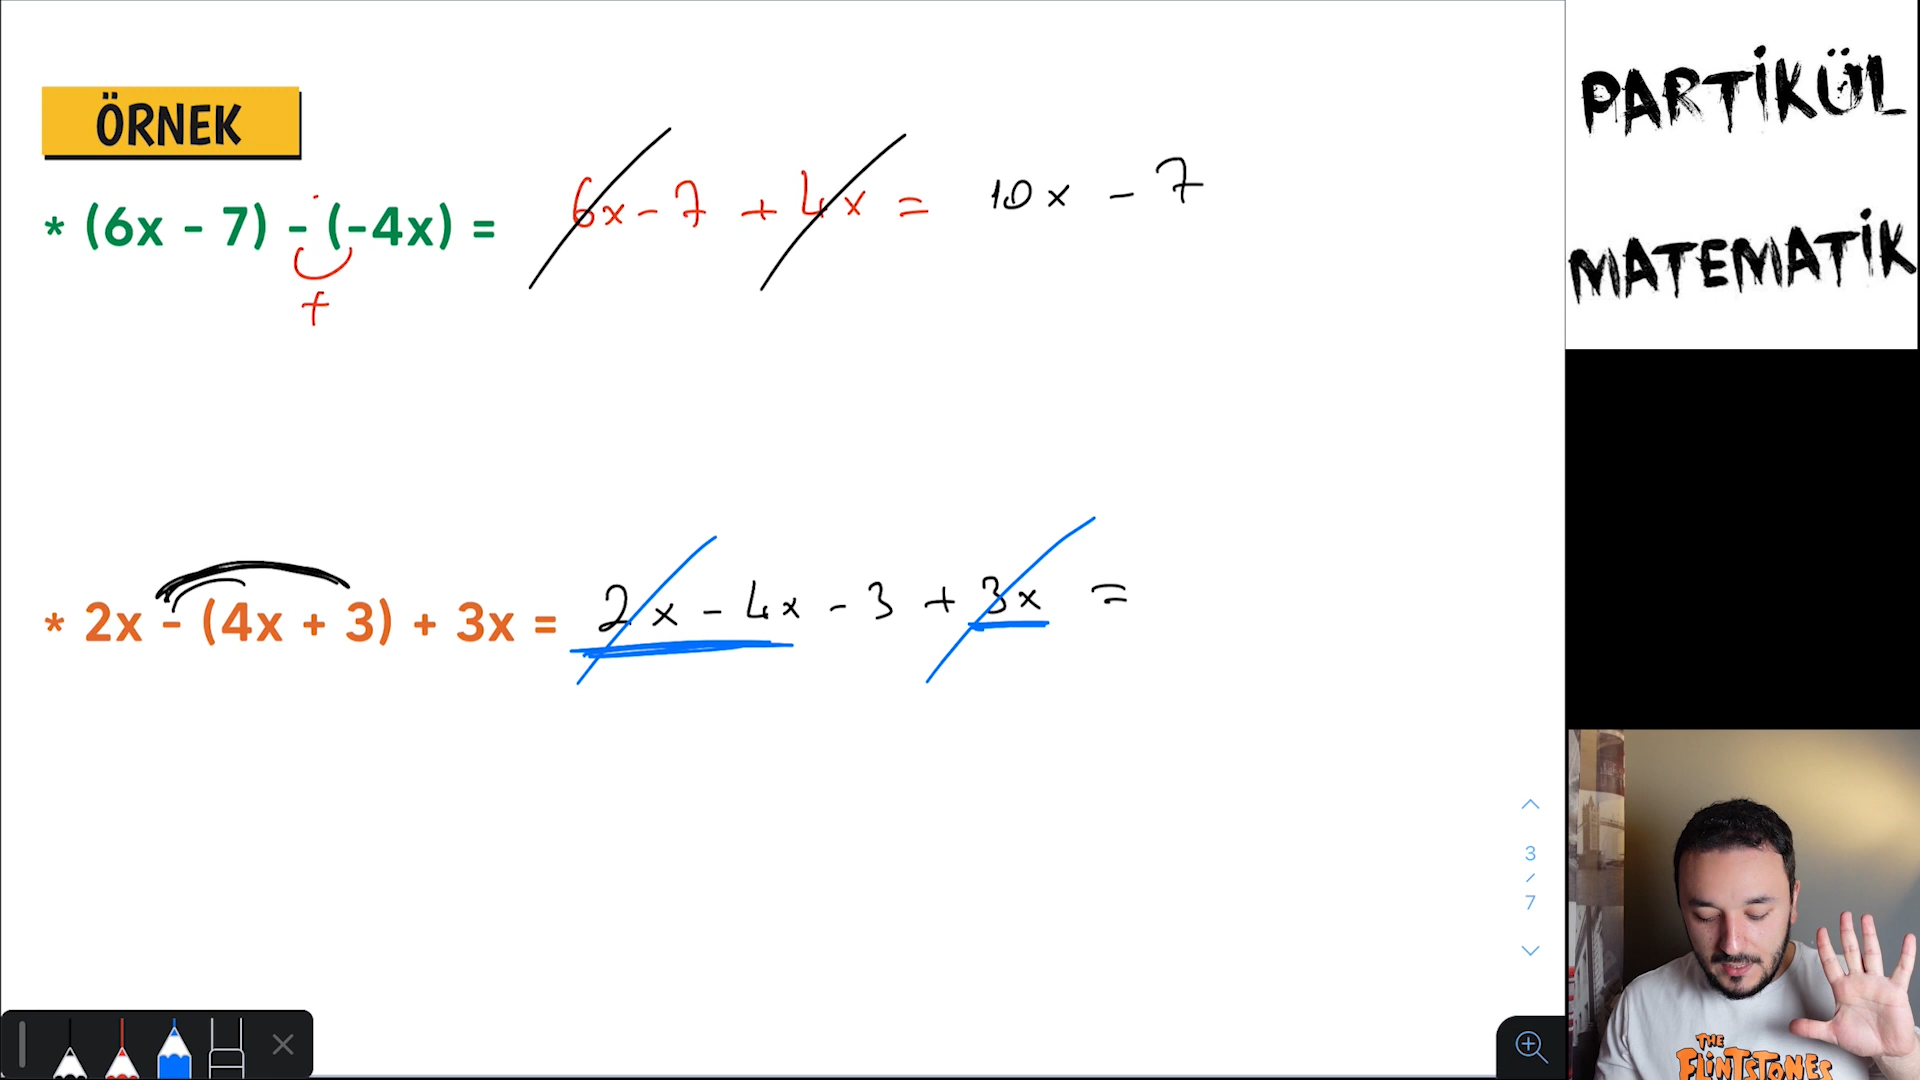 ÖRNEK
* (6x - 7) - (-4x) = 6x - 7 + 4x = 10x - 7
+
* 2x - (4x + 3) + 3x = 2x - 4x - 3 + 3x =
PARTİKÜL
MATEMATİK
3
/
7
THE
FLINTSTONES